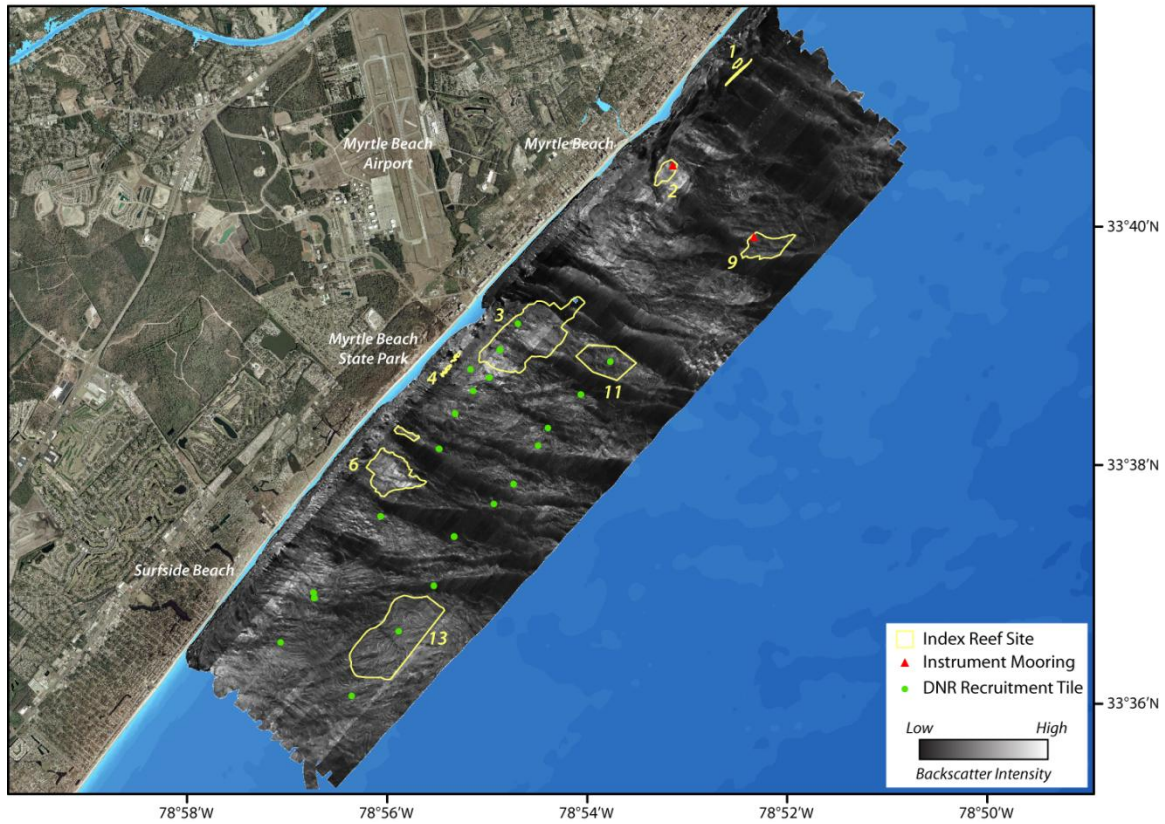 1
Myrtle Beach
Airport
Myrtle Beach
2
33°40'N
9
3
Myrtle Beach
State Park
4
11
33°38'N
6
Surfside Beach
13
Index Reef Site
Instrument Mooring
DNR Recruitment Tile
33°36'N
Low High
Backscatter Intensity
78°58'W 78°56'W 78°54'W 78°52'W 78°50'W